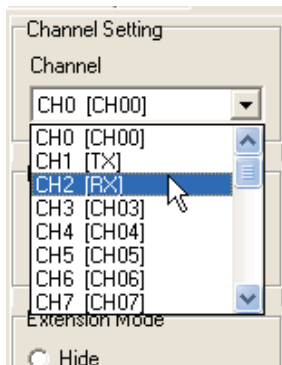 Channel Setting
Channel
CH0 [CH00]
CH0 [CH00]
CH1 [TX]
CH2 [RX]
CH3 [CH03]
CH4 [CH04]
CH5 [CH05]
CH6 [CH06]
CH7 [CH07]
Extension Mode
Hide